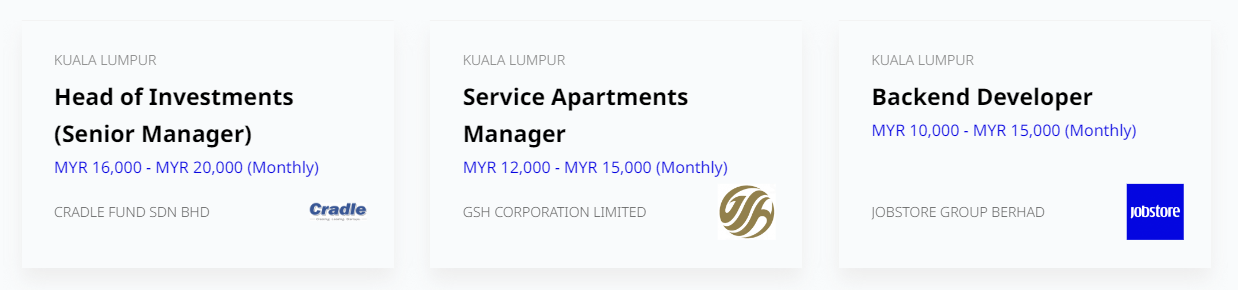 KUALA LUMPUR
Head of Investments
(Senior Manager)
MYR 16,000 - MYR 20,000 (Monthly)
CRADLE FUND SDN BHD
Cradle
KUALA LUMPUR
Service Apartments
Manager
MYR 12,000 - MYR 15,000 (Monthly)
GSH CORPORATION LIMITED
GSH
KUALA LUMPUR
Backend Developer
MYR 10,000 - MYR 15,000 (Monthly)
JOBSTORE GROUP BERHAD
jobstore